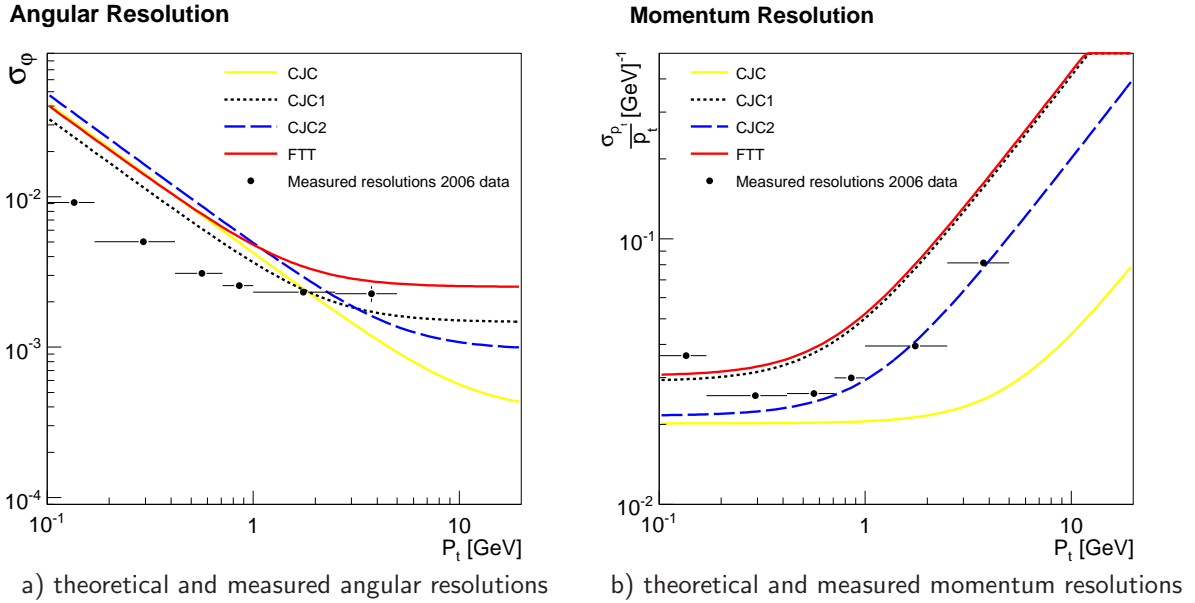 Angular Resolution
σφ
CJC
CJC1
CJC2
FTT
Measured resolutions 2006 data
10-2
10-3
10-4
10-1
1
10
Pt [GeV]
a) theoretical and measured angular resolutions
Momentum Resolution
σpt/pt [GeV]-1
CJC
CJC1
CJC2
FTT
Measured resolutions 2006 data
10-1
10-2
10-1
1
10
Pt [GeV]
b) theoretical and measured momentum resolutions